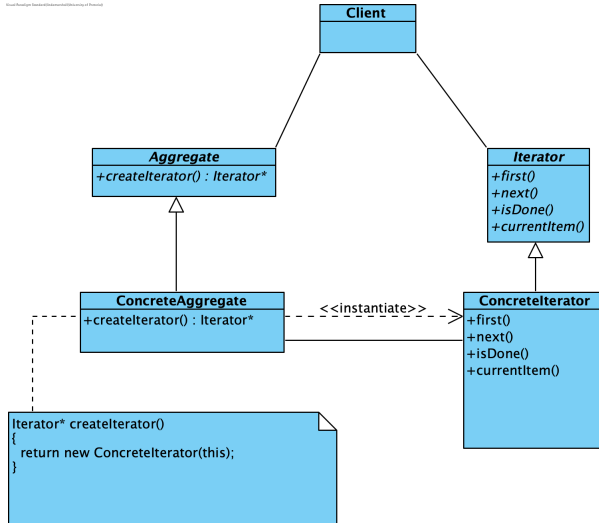 Client
Aggregate
+createIterator() : Iterator*
Iterator
+first()
+next()
+isDone()
+currentItem()
ConcreteAggregate
+createIterator() : Iterator*
<<instantiate>>
ConcreteIterator
+first()
+next()
+isDone()
+currentItem()
Iterator* createIterator()
{
return new ConcreteIterator(this);
}